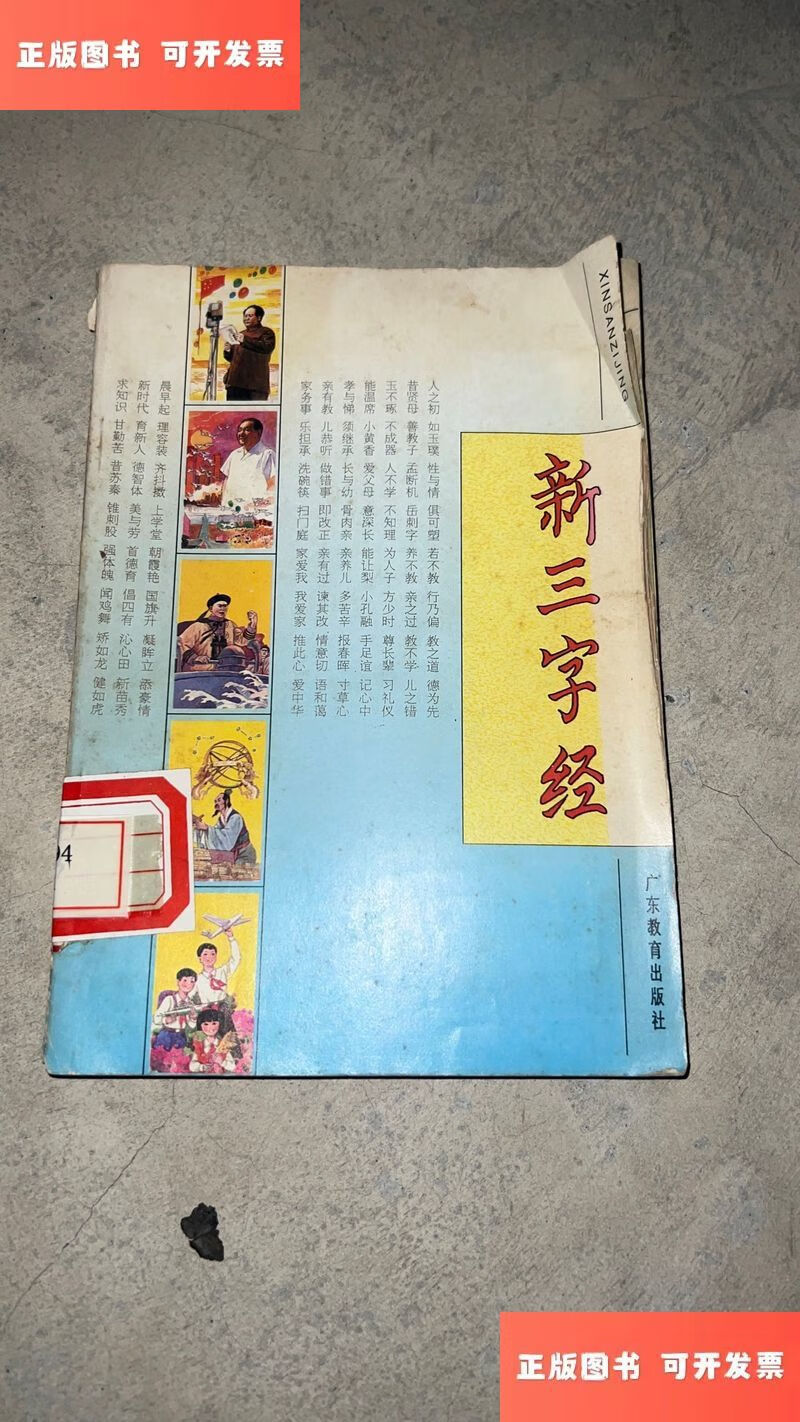 正版图书 可开发票
XINSANZIJING
新三字经
人之初 如玉璞 性与情 俱可塑 若不教 行乃偏 教之道 德为先
昔贤母 善教子 孟断机 岳刺字 养不教 亲之过 教不学 儿之错
玉不琢 不成器 人不学 不知理 为人子 方少时 尊长辈 习礼仪
能温席 小黄香 爱父母 意深长 能让梨 小孔融 手足谊 记心中
孝与悌 须继承 长与幼 骨肉亲 亲养儿 多苦辛 报春晖 寸草心
亲有教 儿恭听 做错事 即改正 亲有过 谏其改 情意切 语和蔼
家务事 乐担承 洗碗筷 扫门庭 家爱我 我爱家 推此心 爱中华
晨早起 理容装 齐抖擞 上学堂 朝霞艳 国旗升 凝眸立 添豪情
新时代 育新人 德智体 美与劳 首德育 倡四有 沁心田 新苗秀
求知识 甘勤苦 昔苏秦 锥刺股 强体魄 闻鸡舞 矫如龙 健如虎
94
广东教育出版社
正版图书 可开发票